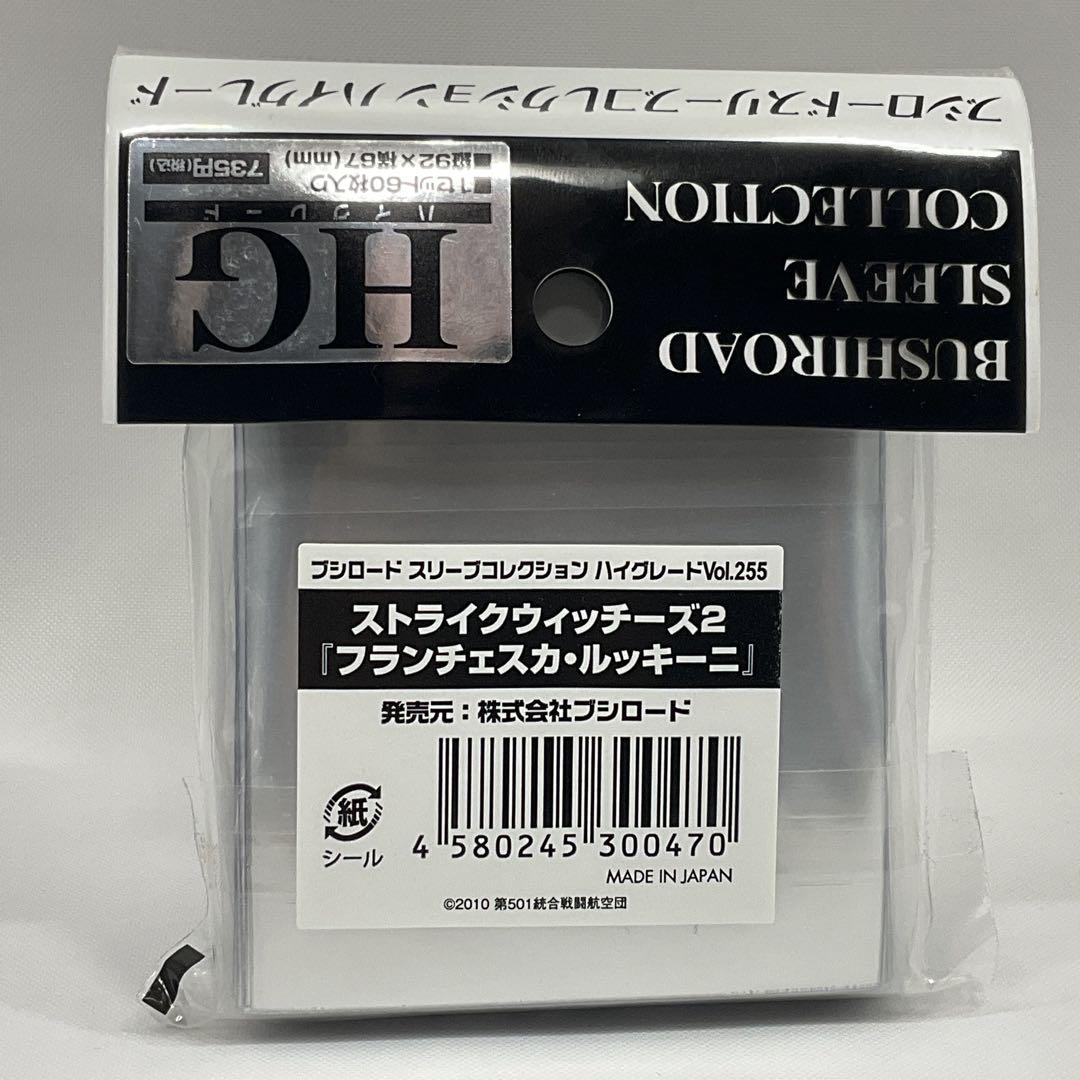 ブシロードスリーブコレクション ハイグレード
BUSHIROAD
SLEEVE
COLLECTION
HG
ハイグレード
1セット60枚入り
■縦92×横67(mm)
735円(税込)
ブシロード スリーブコレクション ハイグレードVol.255
ストライクウィッチーズ2
『フランチェスカ・ルッキーニ』
発売元：株式会社ブシロード
紙
シール
4 580245 300470
MADE IN JAPAN
©2010 第501統合戦闘航空団